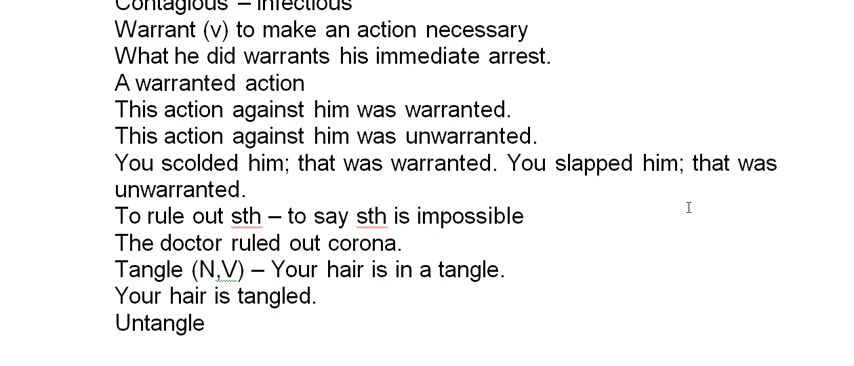 Contagious – infectious
Warrant (v) to make an action necessary
What he did warrants his immediate arrest.
A warranted action
This action against him was warranted.
This action against him was unwarranted.
You scolded him; that was warranted. You slapped him; that was
unwarranted.
To rule out sth – to say sth is impossible
The doctor ruled out corona.
Tangle (N,V) – Your hair is in a tangle.
Your hair is tangled.
Untangle